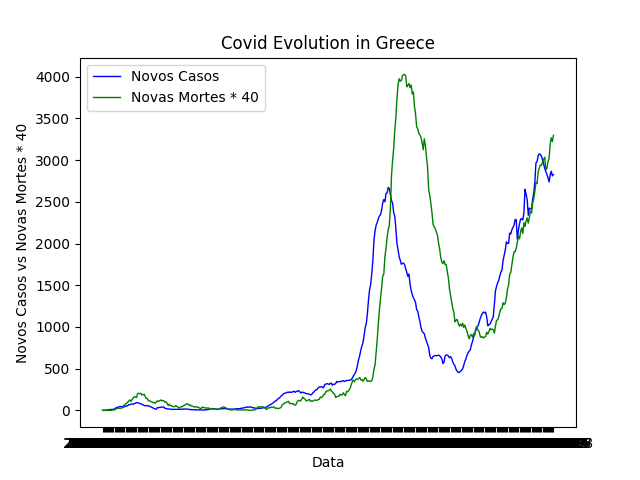 Covid Evolution in Greece
Novos Casos
Novas Mortes * 40
4000
3500
3000
2500
2000
1500
1000
500
0
Novos Casos vs Novas Mortes * 40
Data